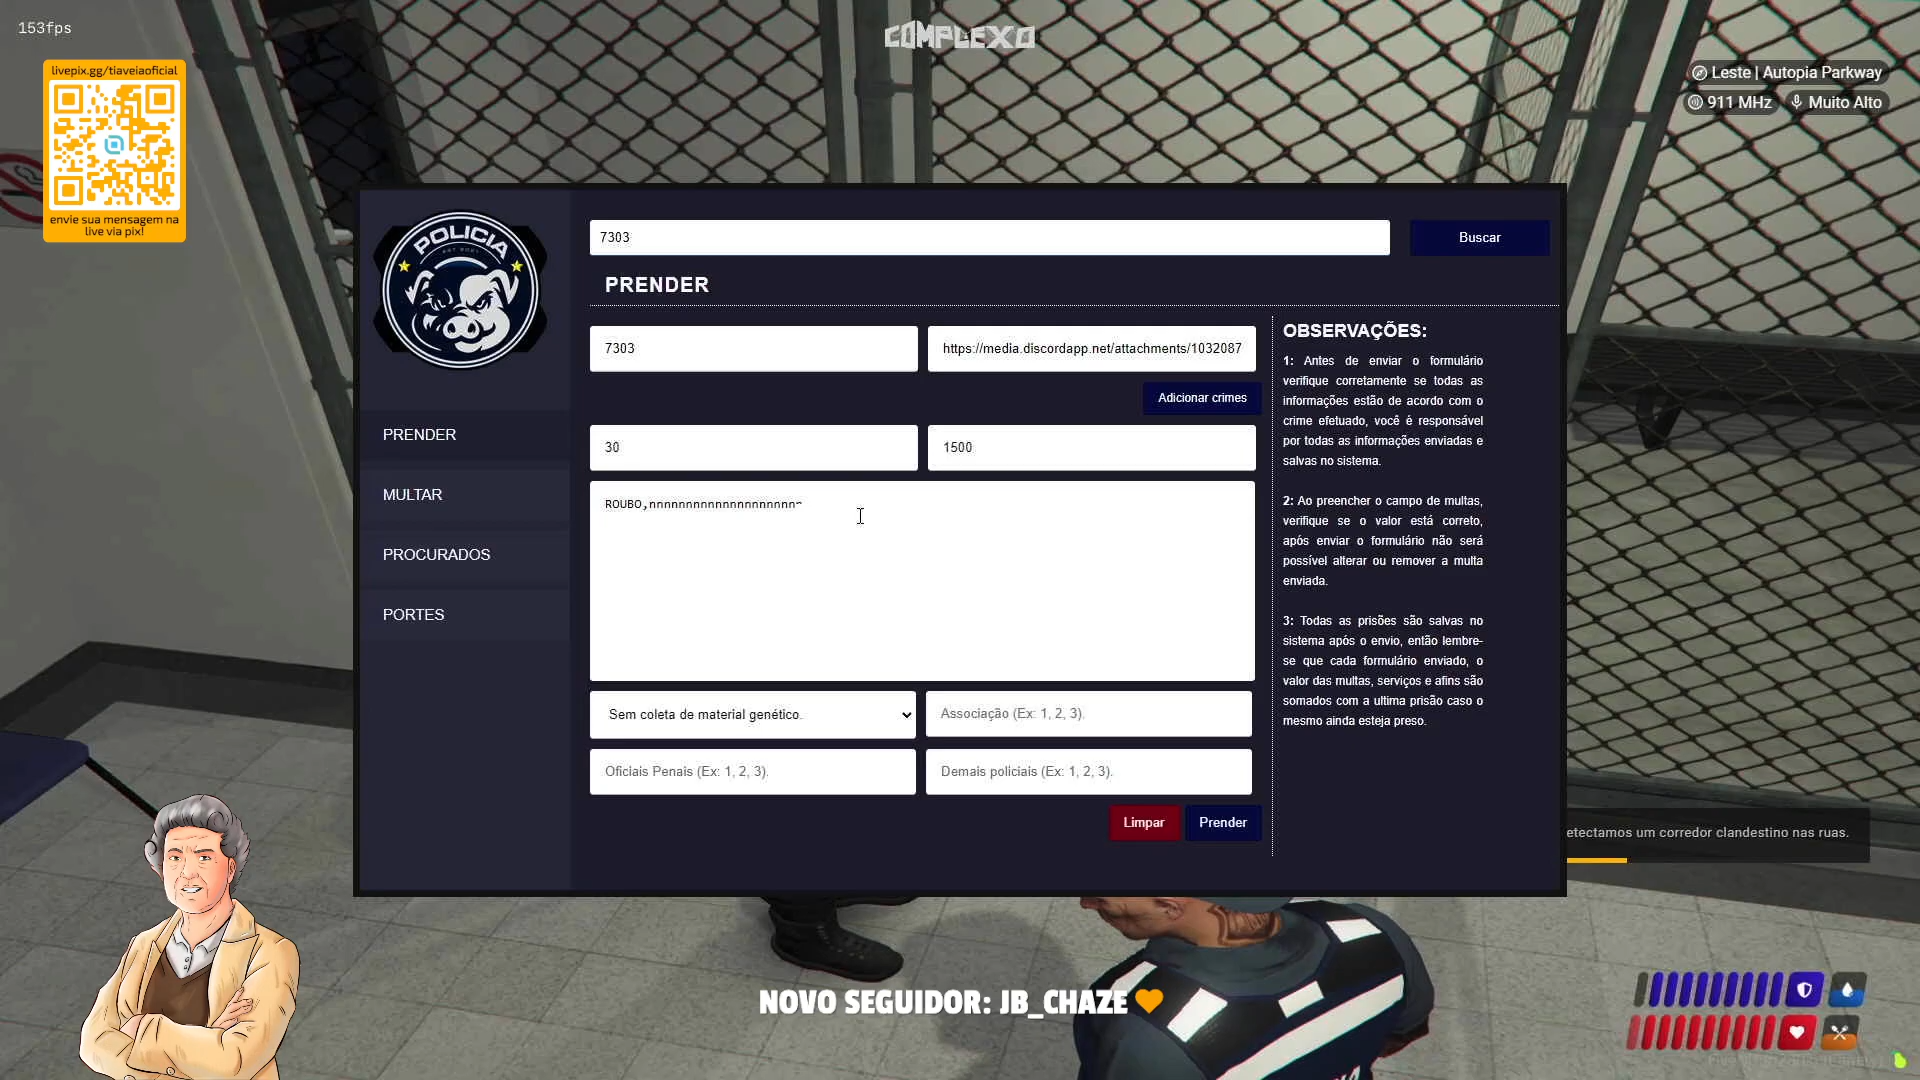 153fps
COMPLEXO
livepix.gg/tiaveiaoficial
envie sua mensagem na
live via pix!
Leste | Autopia Parkway
911 MHz
Muito Alto
POLICIA
7303
Buscar
PRENDER
7303
https://media.discordapp.net/attachments/1032087
Adicionar crimes
30
1500
ROUBO,
Sem coleta de material genético.
Associação (Ex: 1, 2, 3).
Oficiais Penais (Ex: 1, 2, 3).
Demais policiais (Ex: 1, 2, 3).
Limpar
Prender
PRENDER
MULTAR
PROCURADOS
PORTES
OBSERVAÇÕES:
1: Antes de enviar o formulário
verifique corretamente se todas as
informações estão de acordo com o
crime efetuado, você é responsável
por todas as informações enviadas e
salvas no sistema.
2: Ao preencher o campo de multas,
verifique se o valor está correto,
após enviar o formulário não será
possível alterar ou remover a multa
enviada.
3: Todas as prisões são salvas no
sistema após o envio, então lembre-
se que cada formulário enviado, o
valor das multas, serviços e afins são
somados com a ultima prisão caso o
mesmo ainda esteja preso.
etectamos um corredor clandestino nas ruas.
NOVO SEGUIDOR: JB_CHAZE